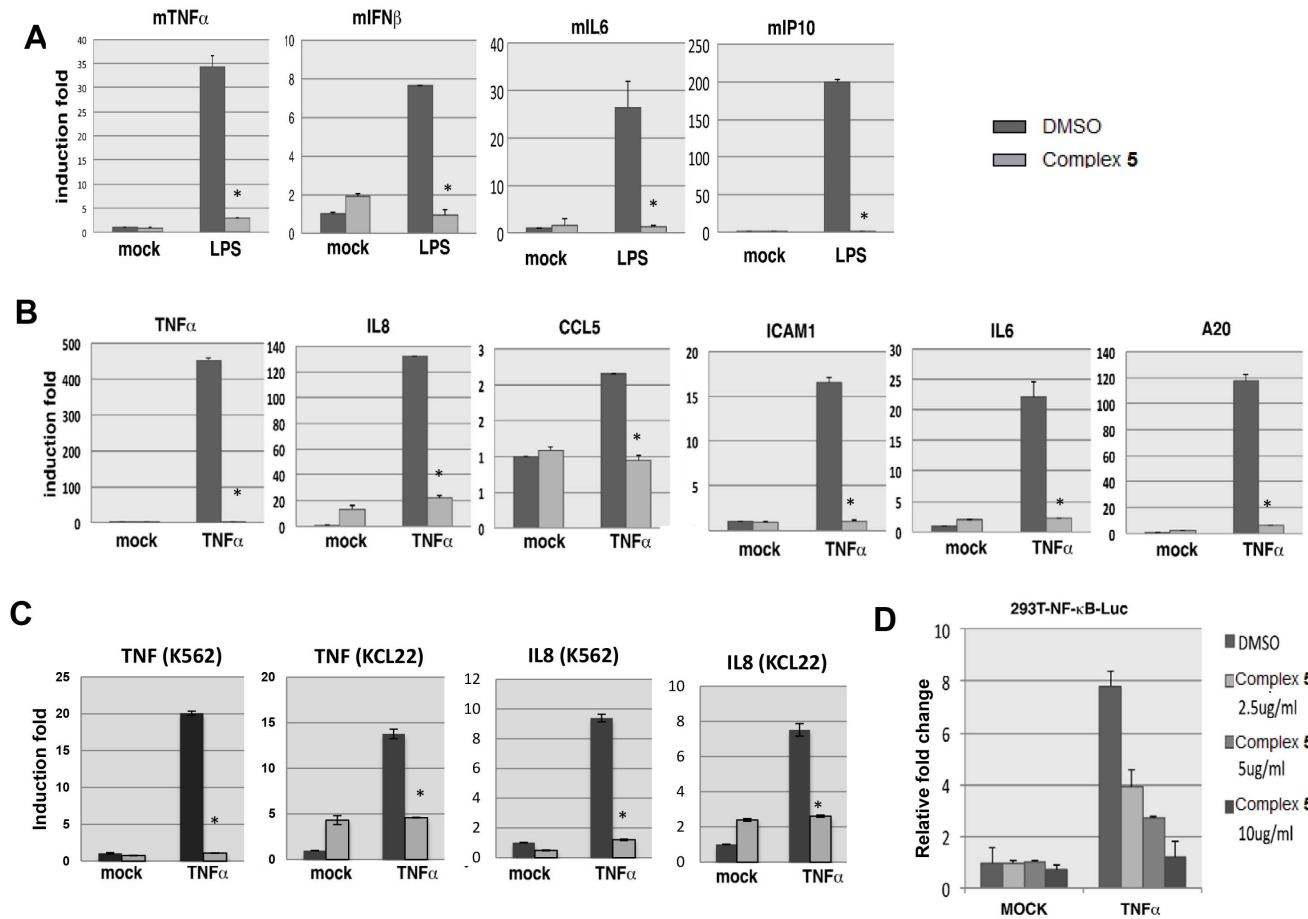 A
mTNFα
mIFNβ
mIL6
mIP10
induction fold
40
35
30
25
20
15
10
5
0
mock LPS
10
8
6
4
2
0
mock LPS
40
30
20
10
0
mock LPS
250
200
150
100
50
0
mock LPS
DMSO
Complex 5
B
TNFα
IL8
CCL5
ICAM1
IL6
A20
induction fold
500
400
300
200
100
0
mock TNFα
140
120
100
80
60
40
20
0
mock TNFα
3
2
2
1
1
0
mock TNFα
20
15
10
5
mock TNFα
30
25
20
15
10
5
0
mock TNFα
140
120
100
80
60
40
20
0
mock TNFα
C
TNF (K562)
TNF (KCL22)
IL8 (K562)
IL8 (KCL22)
Induction fold
25
20
15
10
5
0
mock TNFα
20
15
10
5
0
mock TNFα
12
10
8
6
4
2
0
-
mock TNFα
10
8
6
4
2
0
mock TNFα
D
293T-NF-κB-Luc
Relative fold change
10
8
6
4
2
0
MOCK TNFα
DMSO
Complex 5
2.5ug/ml
Complex 5
5ug/ml
Complex 5
10ug/ml
* * * *
* * * * * *
* * * *